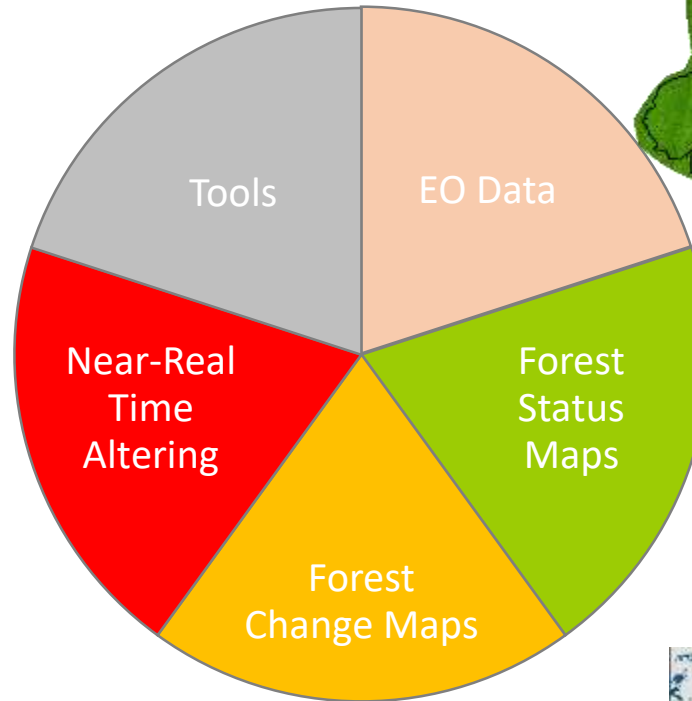 Tools
EO Data
Near-Real
Time
Altering
Forest
Status
Maps
Forest
Change Maps